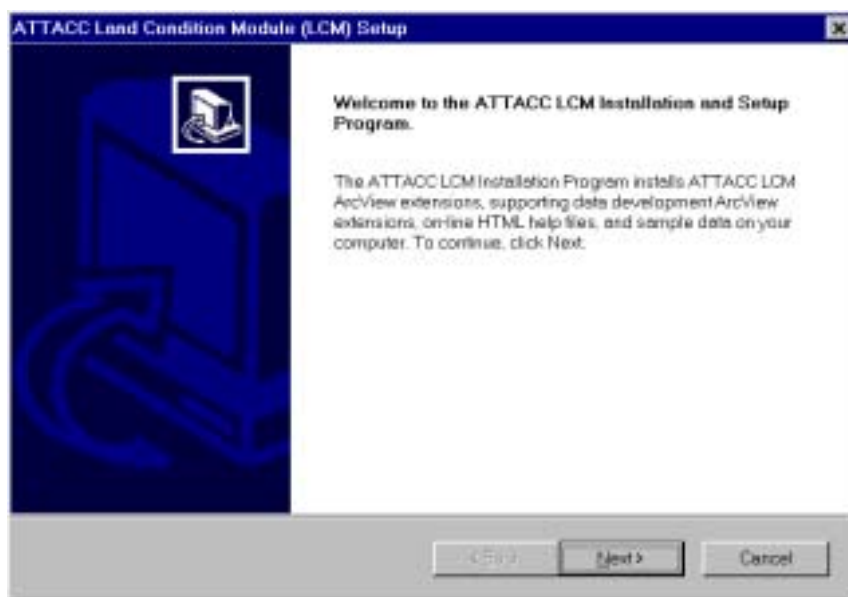 ATTACC Land Condition Module (LCM) Setup
Welcome to the ATTACC LCM Installation and Setup
Program.
The ATTACC LCM Installation Program installs ATTACC LCM
ArcView extensions, supporting data development ArcView
extensions, on-line HTML help files, and sample data on your
computer. To continue, click Next.
< Back
Next >
Cancel